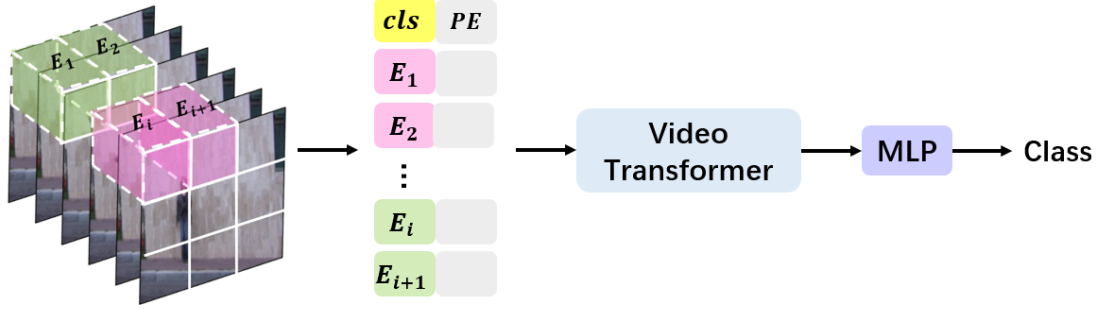 E1 E2
Ei Ei+1
cls PE
E1
E2
⋮
Ei
Ei+1
Video
Transformer
MLP
Class